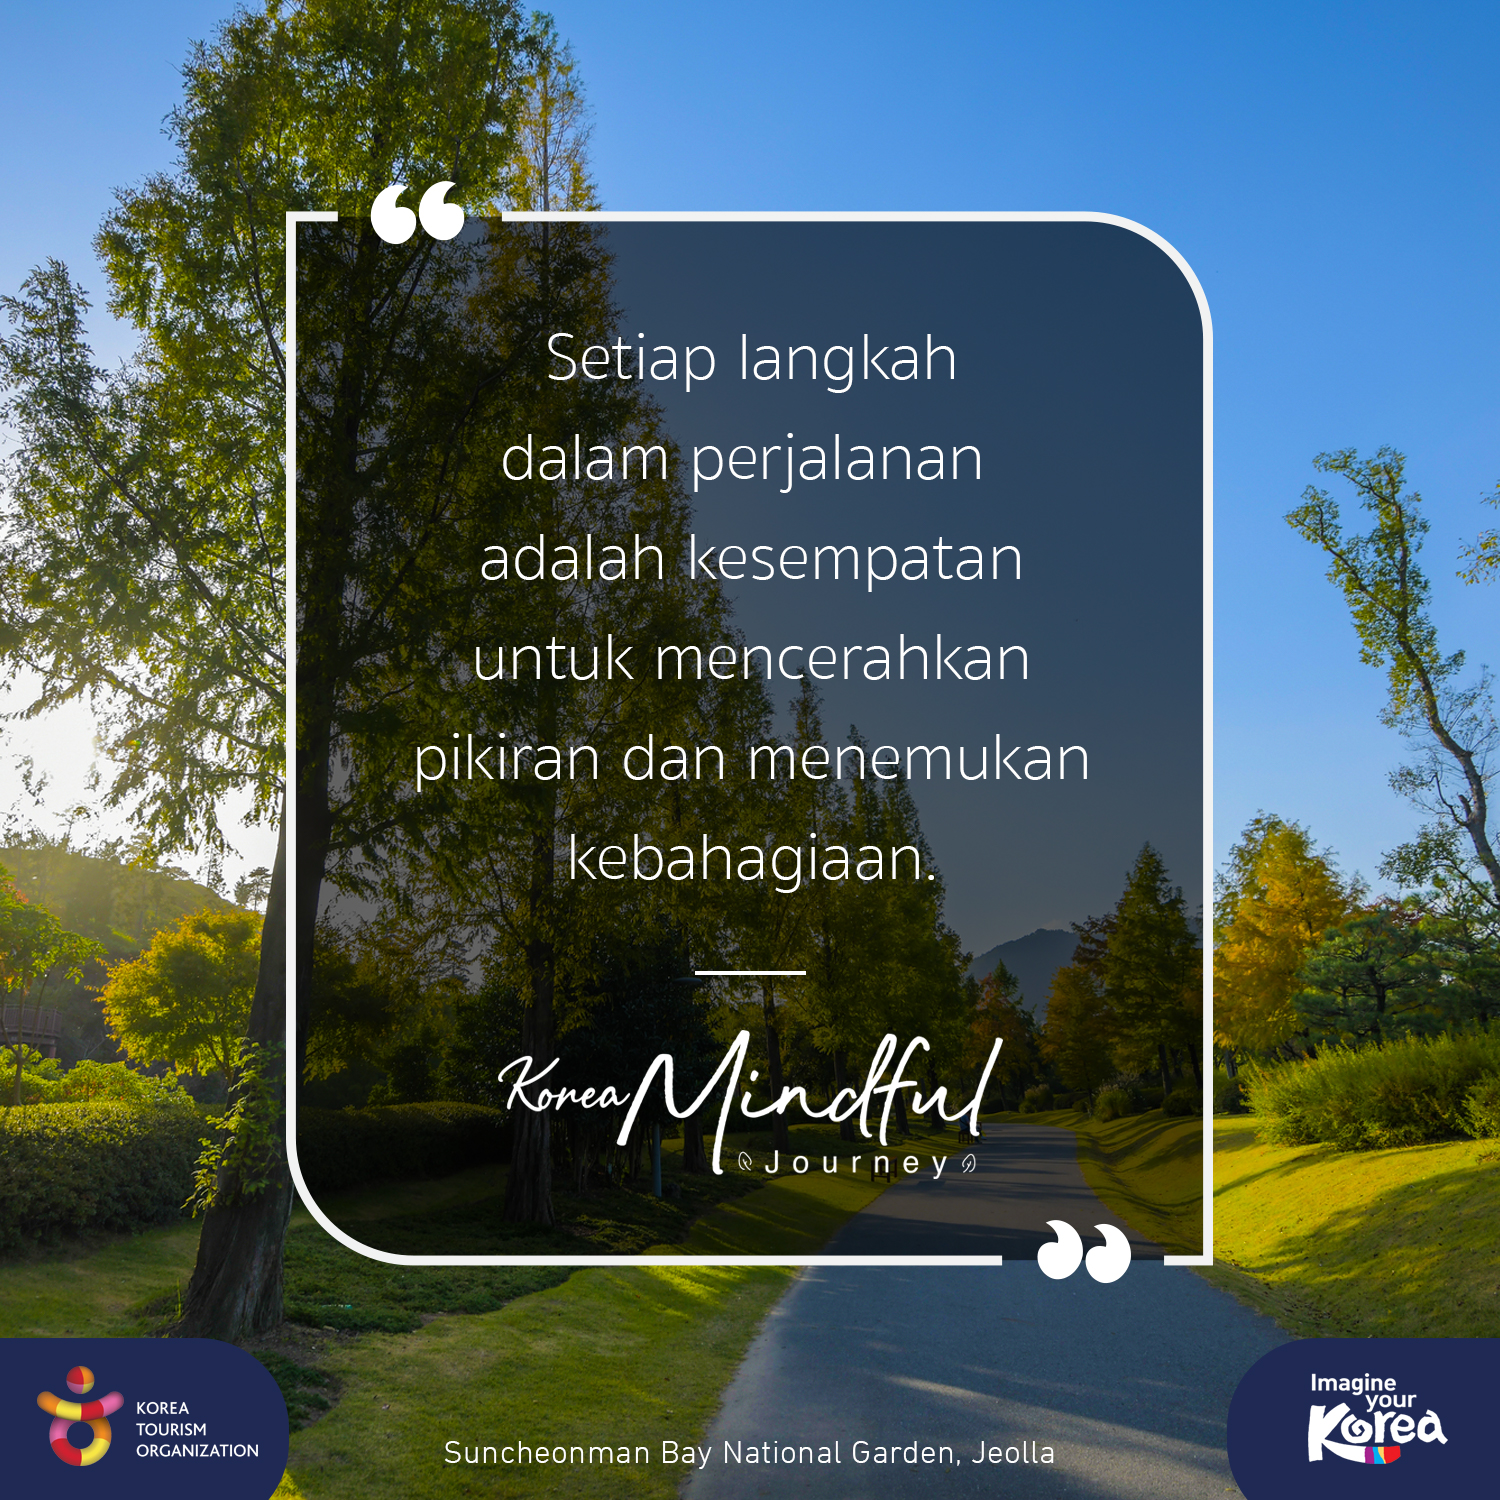 Setiap langkah
dalam perjalanan
adalah kesempatan
untuk mencerahkan
pikiran dan menemukan
kebahagiaan.
Korea Mindful
Journey
KOREA
TOURISM
ORGANIZATION
Suncheonman Bay National Garden, Jeolla
Imagine
your
Korea